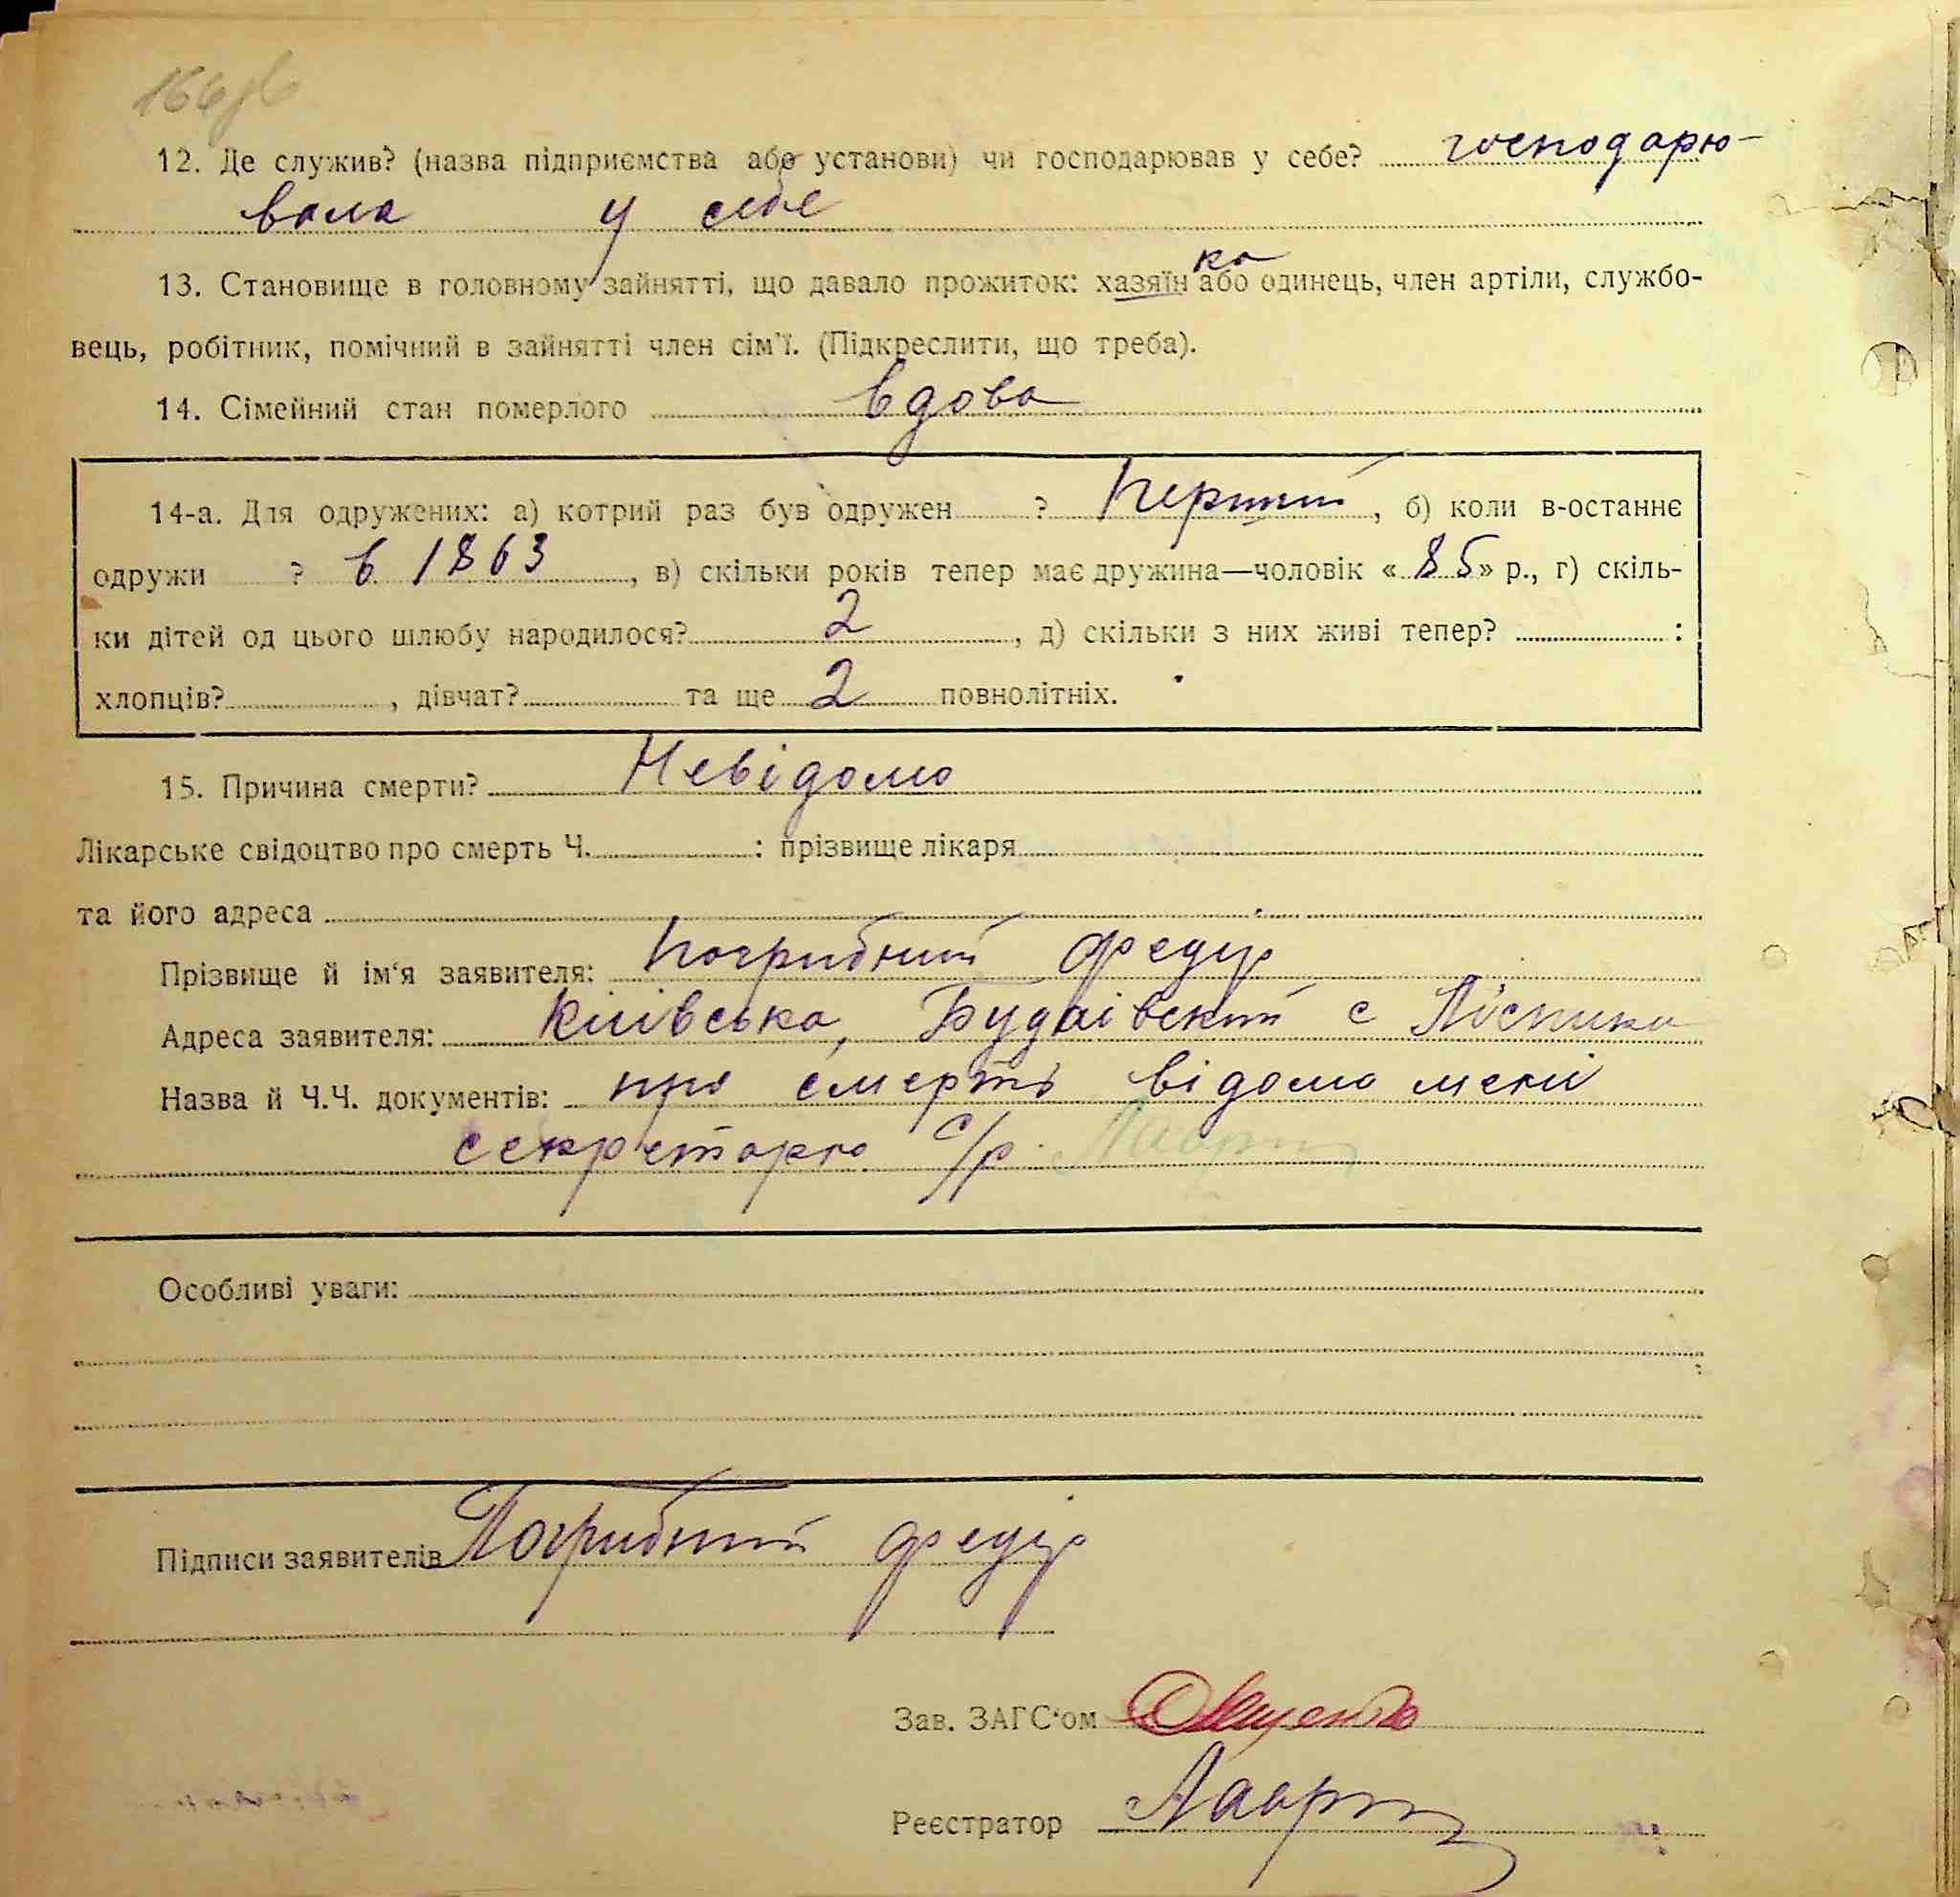 12. Де служив? (назва підприємства або установи) чи господарював у себе? господарю-
вала у себе
13. Становище в головному зайнятті, що давало прожиток: хазяїнка або одинець, член артіли, службо-
вець, робітник, помічний в зайнятті член сім'ї. (Підкреслити, що треба).
14. Сімейний стан померлого вдова
14-а. Для одружених: а) котрий раз був одружен ? перший, б) коли в-останнє
одружи ? в 1863, в) скільки років тепер має дружина—чоловік «85» р., г) скіль-
ки дітей од цього шлюбу народилося? 2, д) скільки з них живі тепер? :
хлопців? , дівчат? та ще 2 повнолітніх.
15. Причина смерти? Невідомо
Лікарське свідоцтво про смерть Ч. : прізвище лікаря
та його адреса
Прізвище й ім'я заявителя: Погрибний Федір
Адреса заявителя: Київська, Будаівский с
Назва й Ч.Ч. документів: про смерть відомо мені
секретарю с/р.
Особливі уваги:
Підписи заявителів Погрибний Федір
Зав. ЗАГС'ом
Реєстратор